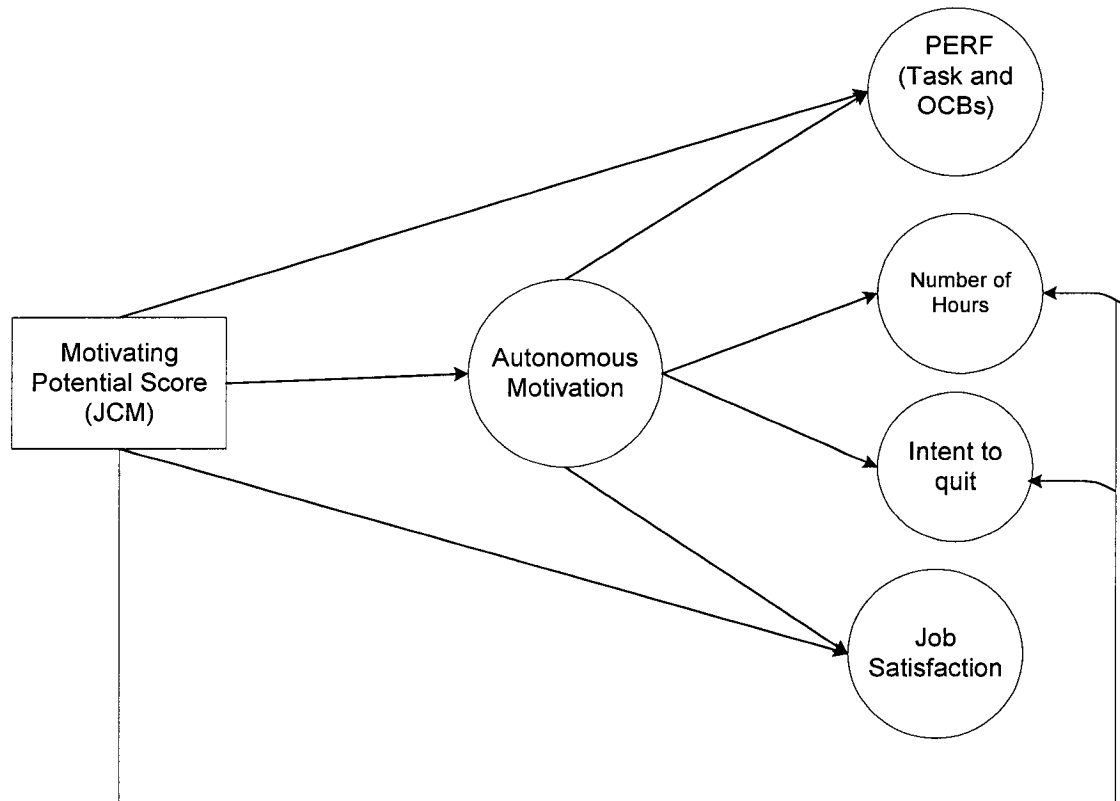 PERF
(Task and
OCBs)
Number of
Hours
Motivating
Potential Score
(JCM)
Autonomous
Motivation
Intent to
quit
Job
Satisfaction